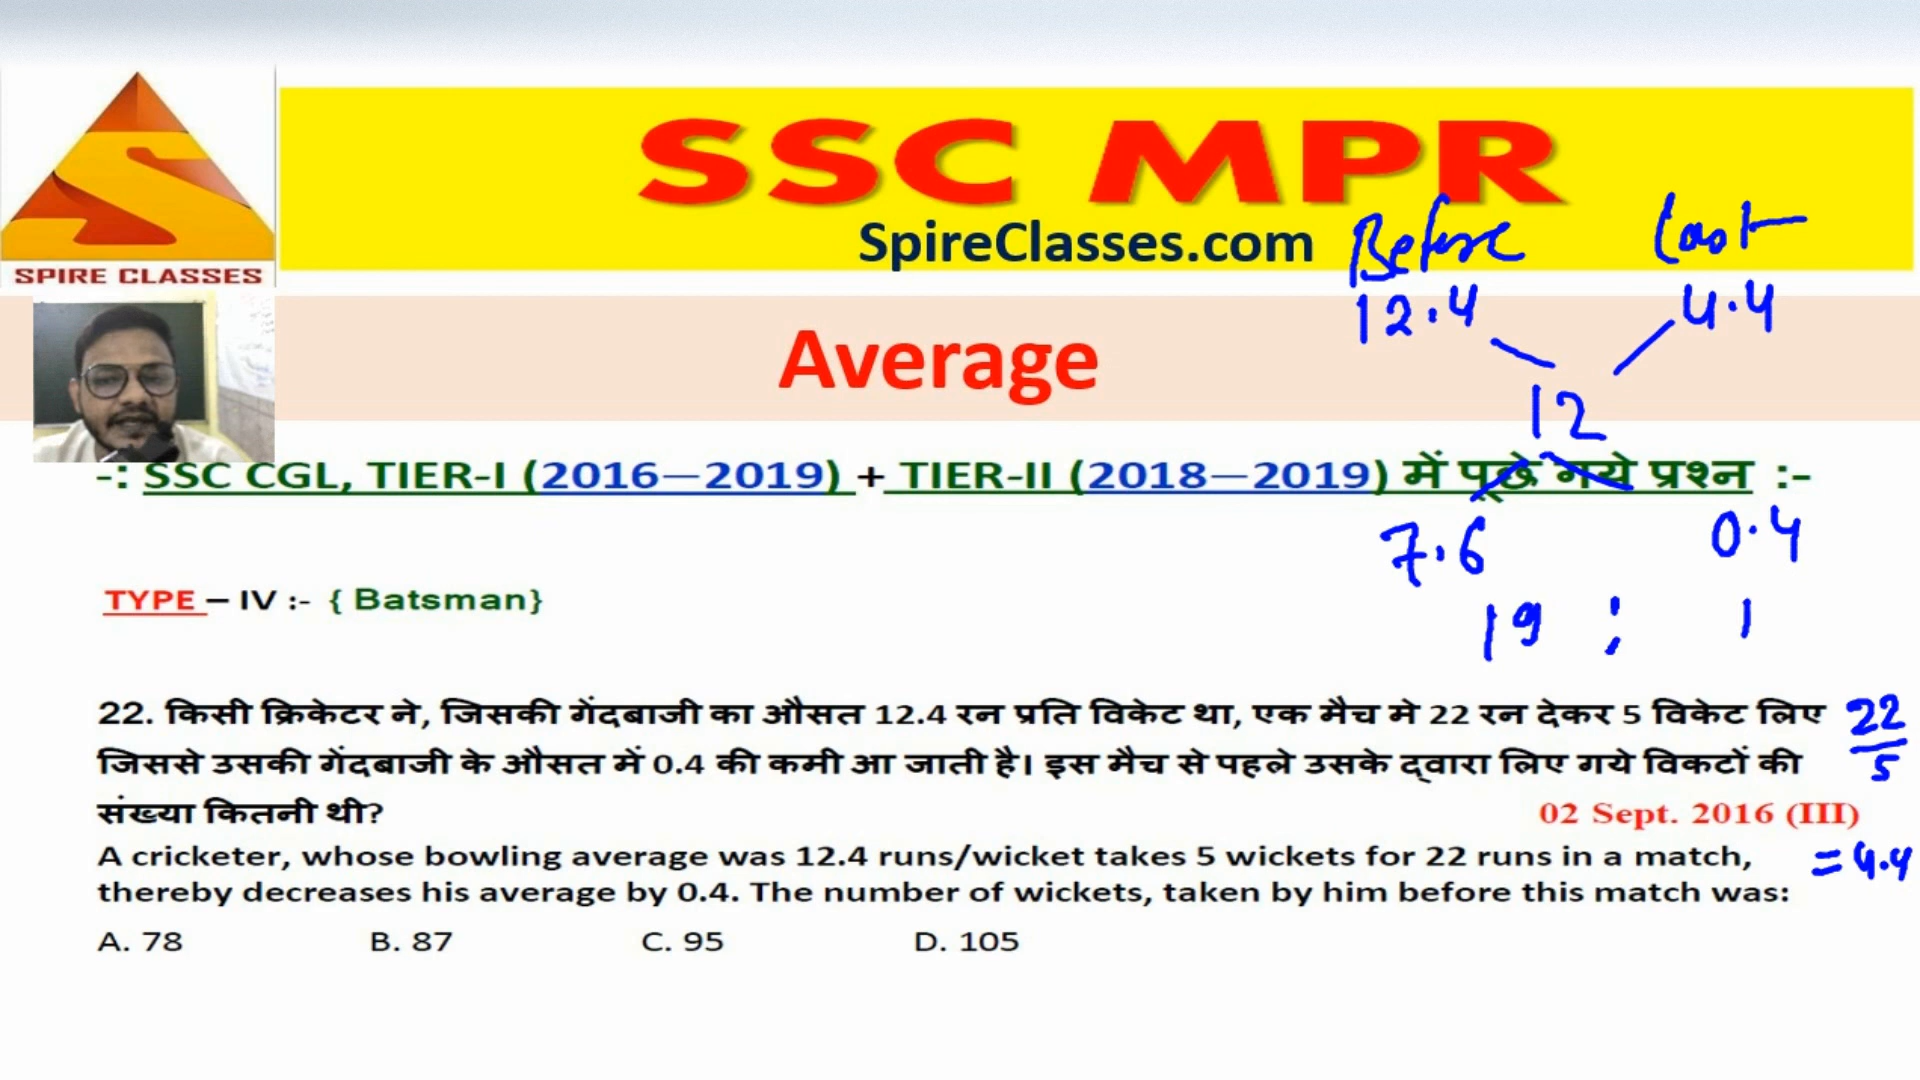 SSC MPR
SpireClasses.com
SPIRE CLASSES
Before Last
12.4 4.4
Average
12
-: SSC CGL, TIER-I (2016—2019) + TIER-II (2018—2019) में पूछे गये प्रश्न :-
7.6 0.4
TYPE – IV :- { Batsman}
19 : 1
22. किसी क्रिकेटर ने, जिसकी गेंदबाजी का औसत 12.4 रन प्रति विकेट था, एक मैच मे 22 रन देकर 5 विकेट लिए
जिससे उसकी गेंदबाजी के औसत में 0.4 की कमी आ जाती है। इस मैच से पहले उसके द्वारा लिए गये विकटों की
संख्या कितनी थी?
02 Sept. 2016 (III)
22
5
= 4.4
A cricketer, whose bowling average was 12.4 runs/wicket takes 5 wickets for 22 runs in a match,
thereby decreases his average by 0.4. The number of wickets, taken by him before this match was:
A. 78 B. 87 C. 95 D. 105